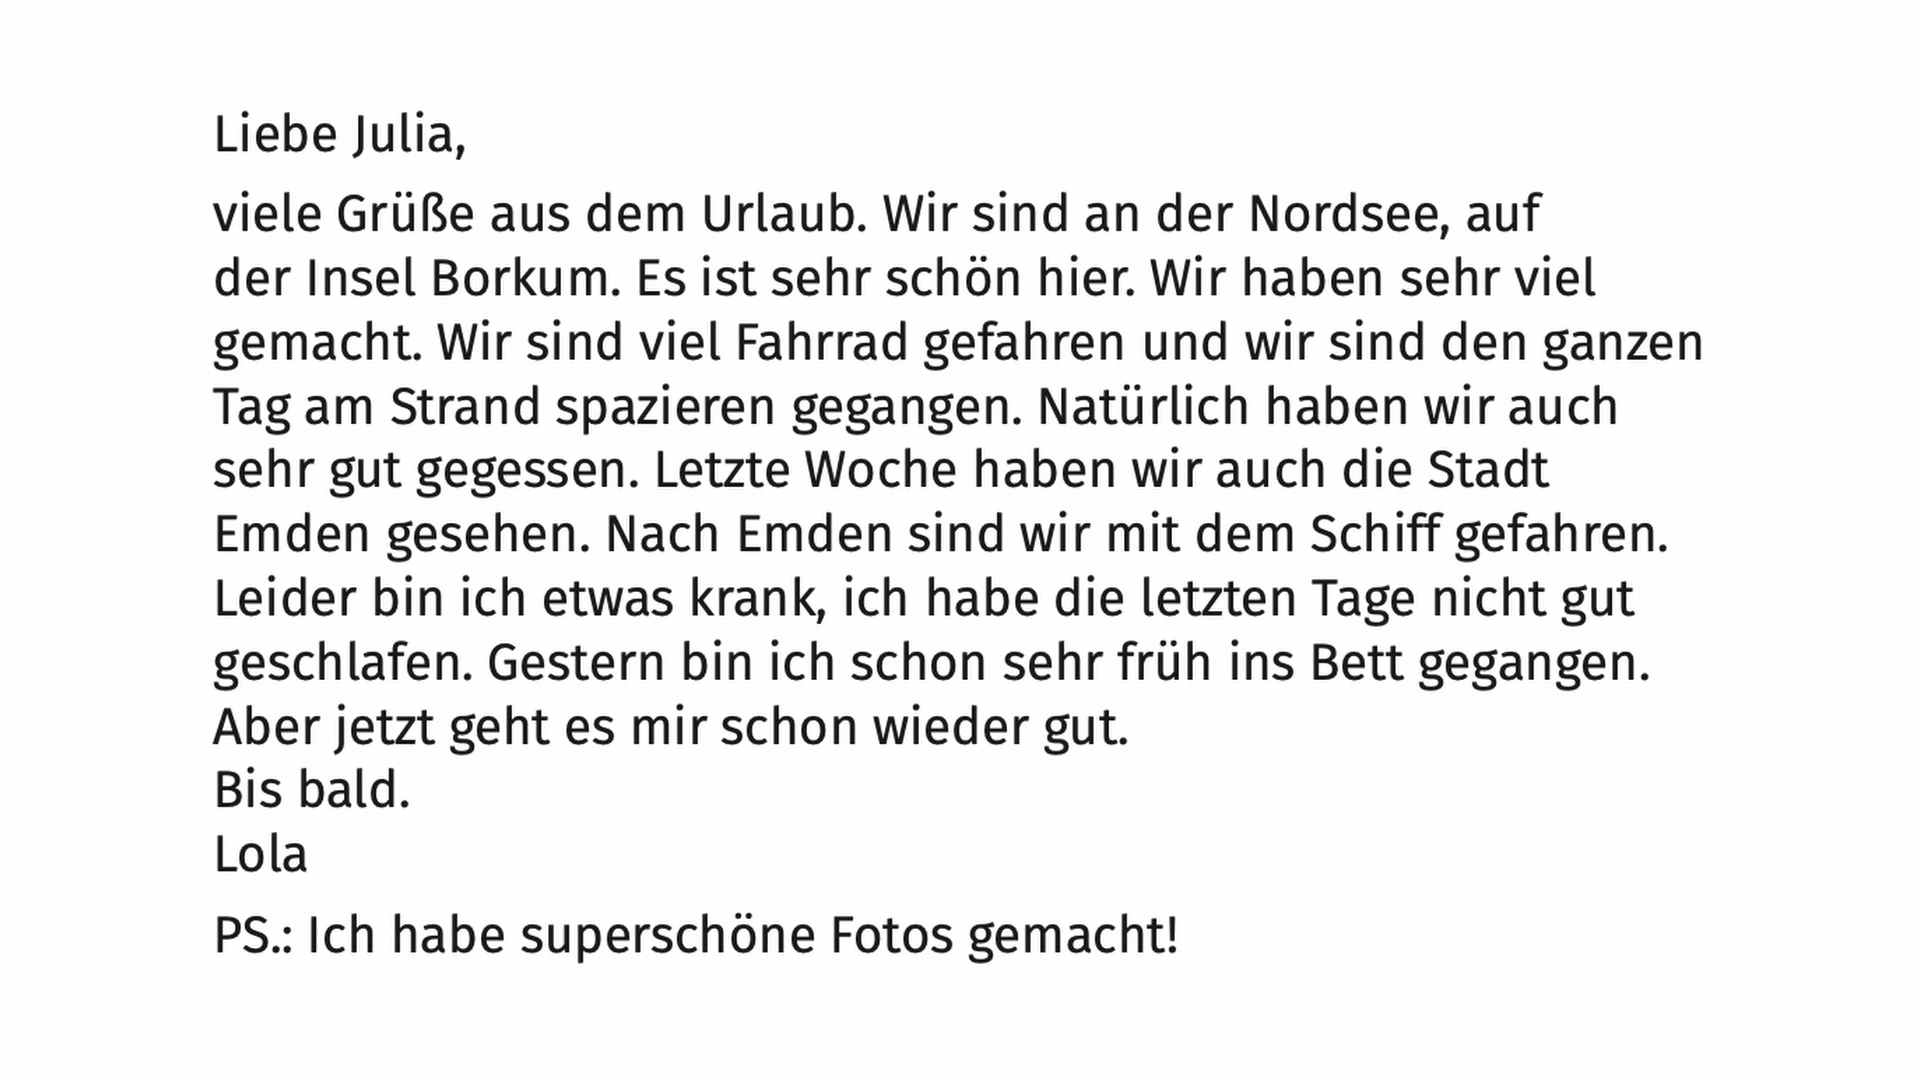 Liebe Julia,
viele Grüße aus dem Urlaub. Wir sind an der Nordsee, auf
der Insel Borkum. Es ist sehr schön hier. Wir haben sehr viel
gemacht. Wir sind viel Fahrrad gefahren und wir sind den ganzen
Tag am Strand spazieren gegangen. Natürlich haben wir auch
sehr gut gegessen. Letzte Woche haben wir auch die Stadt
Emden gesehen. Nach Emden sind wir mit dem Schiff gefahren.
Leider bin ich etwas krank, ich habe die letzten Tage nicht gut
geschlafen. Gestern bin ich schon sehr früh ins Bett gegangen.
Aber jetzt geht es mir schon wieder gut.
Bis bald.
Lola
PS.: Ich habe superschöne Fotos gemacht!